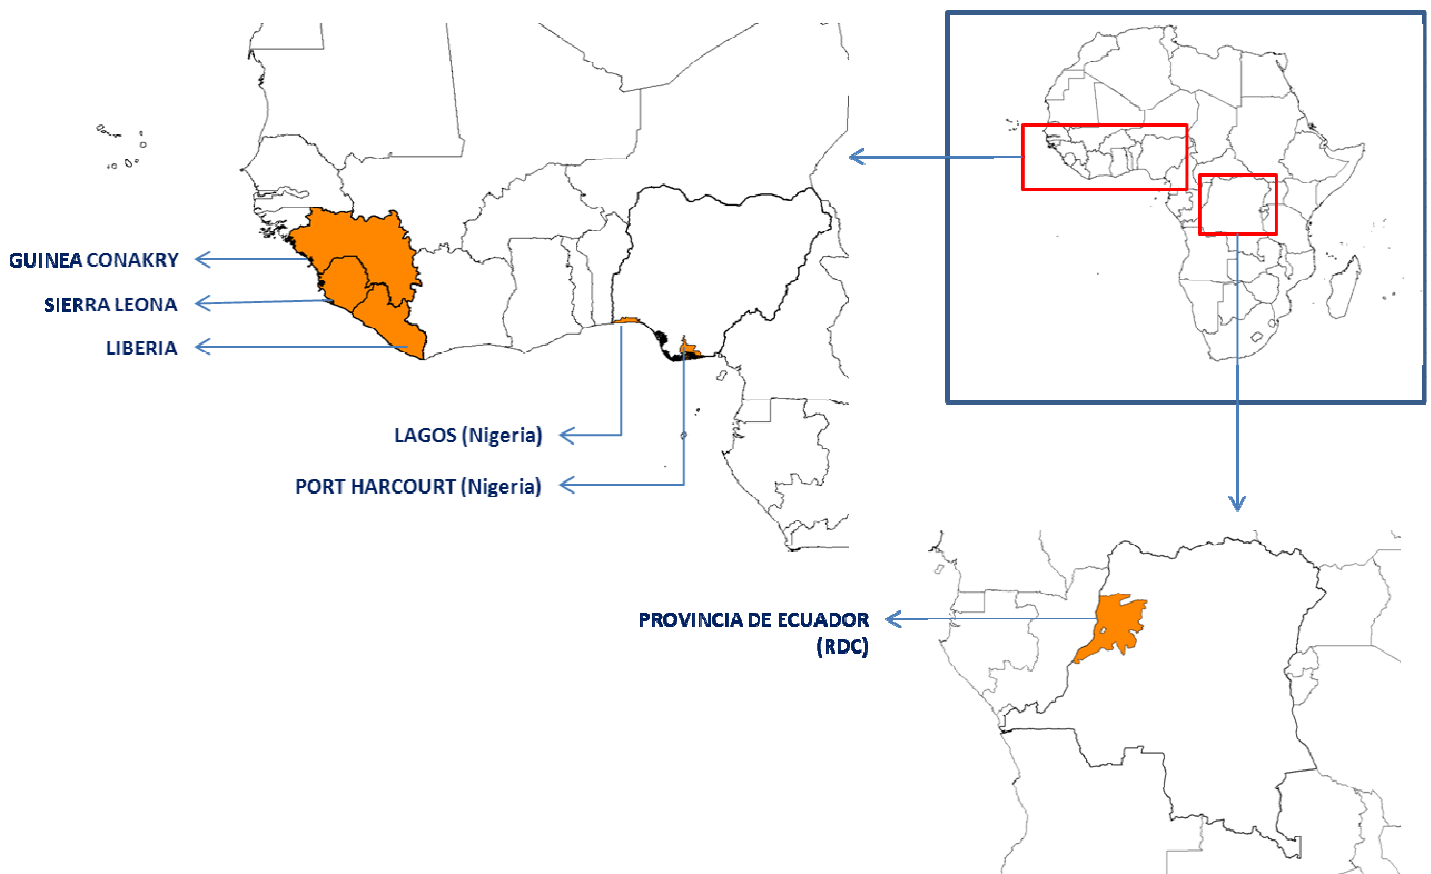 GUINEA CONAKRY
SIERRA LEONA
LIBERIA
LAGOS (Nigeria)
PORT HARCOURT (Nigeria)
PROVINCIA DE ECUADOR
(RDC)